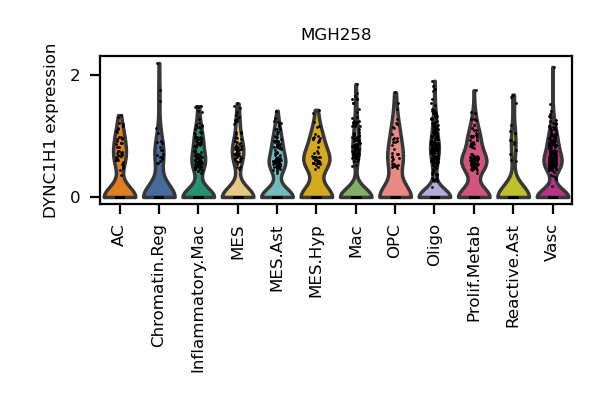 MGH258
DYNC1H1 expression
2
0
AC
Chromatin.Reg
Inflammatory.Mac
MES
MES.Ast
MES.Hyp
Mac
OPC
Oligo
Prolif.Metab
Reactive.Ast
Vasc